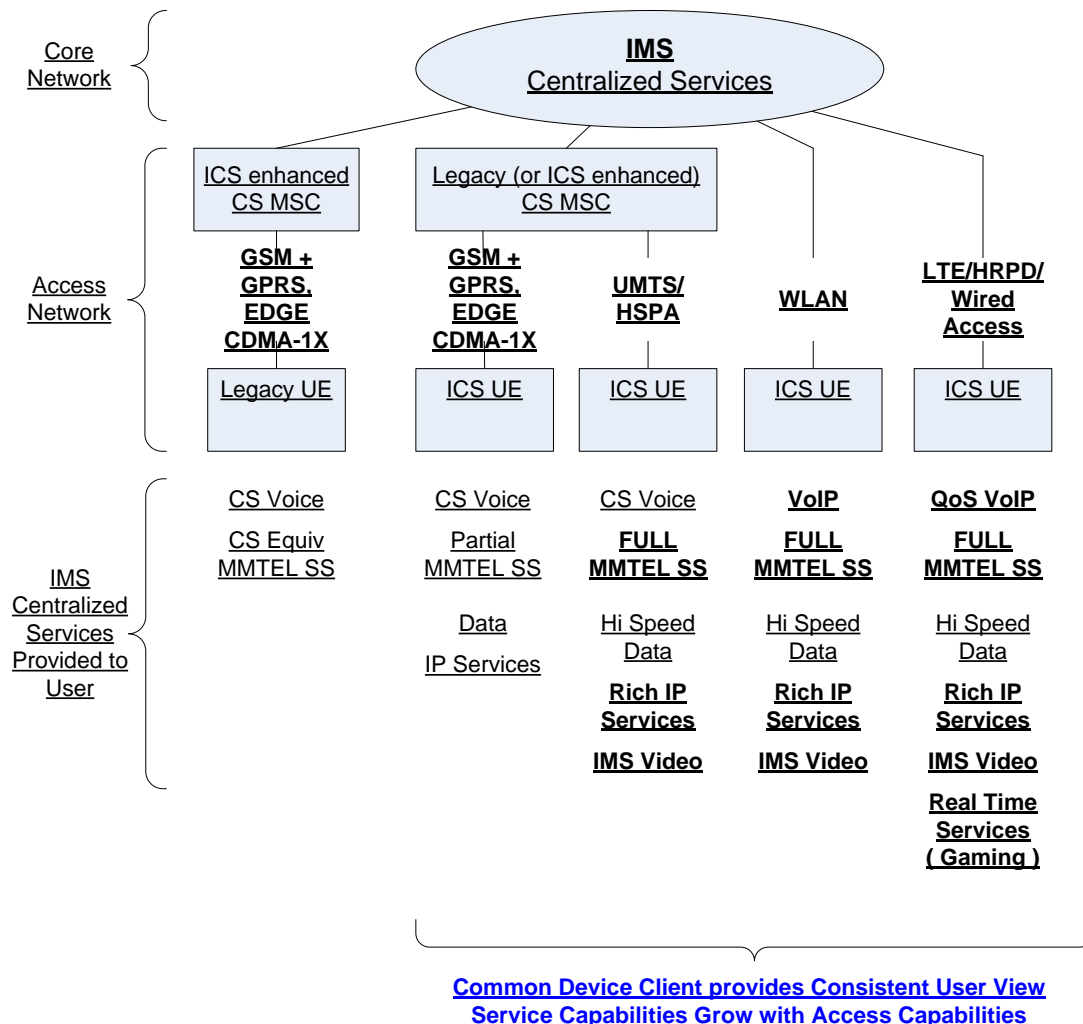 Core
Network
IMS
Centralized Services
ICS enhanced
CS MSC
Legacy (or ICS enhanced)
CS MSC
Access
Network
GSM +
GPRS,
EDGE
CDMA-1X
GSM +
GPRS,
EDGE
CDMA-1X
UMTS/
HSPA
WLAN
LTE/HRPD/
Wired
Access
Legacy UE
ICS UE
ICS UE
ICS UE
ICS UE
IMS
Centralized
Services
Provided to
User
CS Voice
CS Equiv
MMTEL SS
CS Voice
Partial
MMTEL SS
Data
IP Services
CS Voice
FULL
MMTEL SS
Hi Speed
Data
Rich IP
Services
IMS Video
VoIP
FULL
MMTEL SS
Hi Speed
Data
Rich IP
Services
IMS Video
QoS VoIP
FULL
MMTEL SS
Hi Speed
Data
Rich IP
Services
IMS Video
Real Time
Services
( Gaming )
Common Device Client provides Consistent User View
Service Capabilities Grow with Access Capabilities